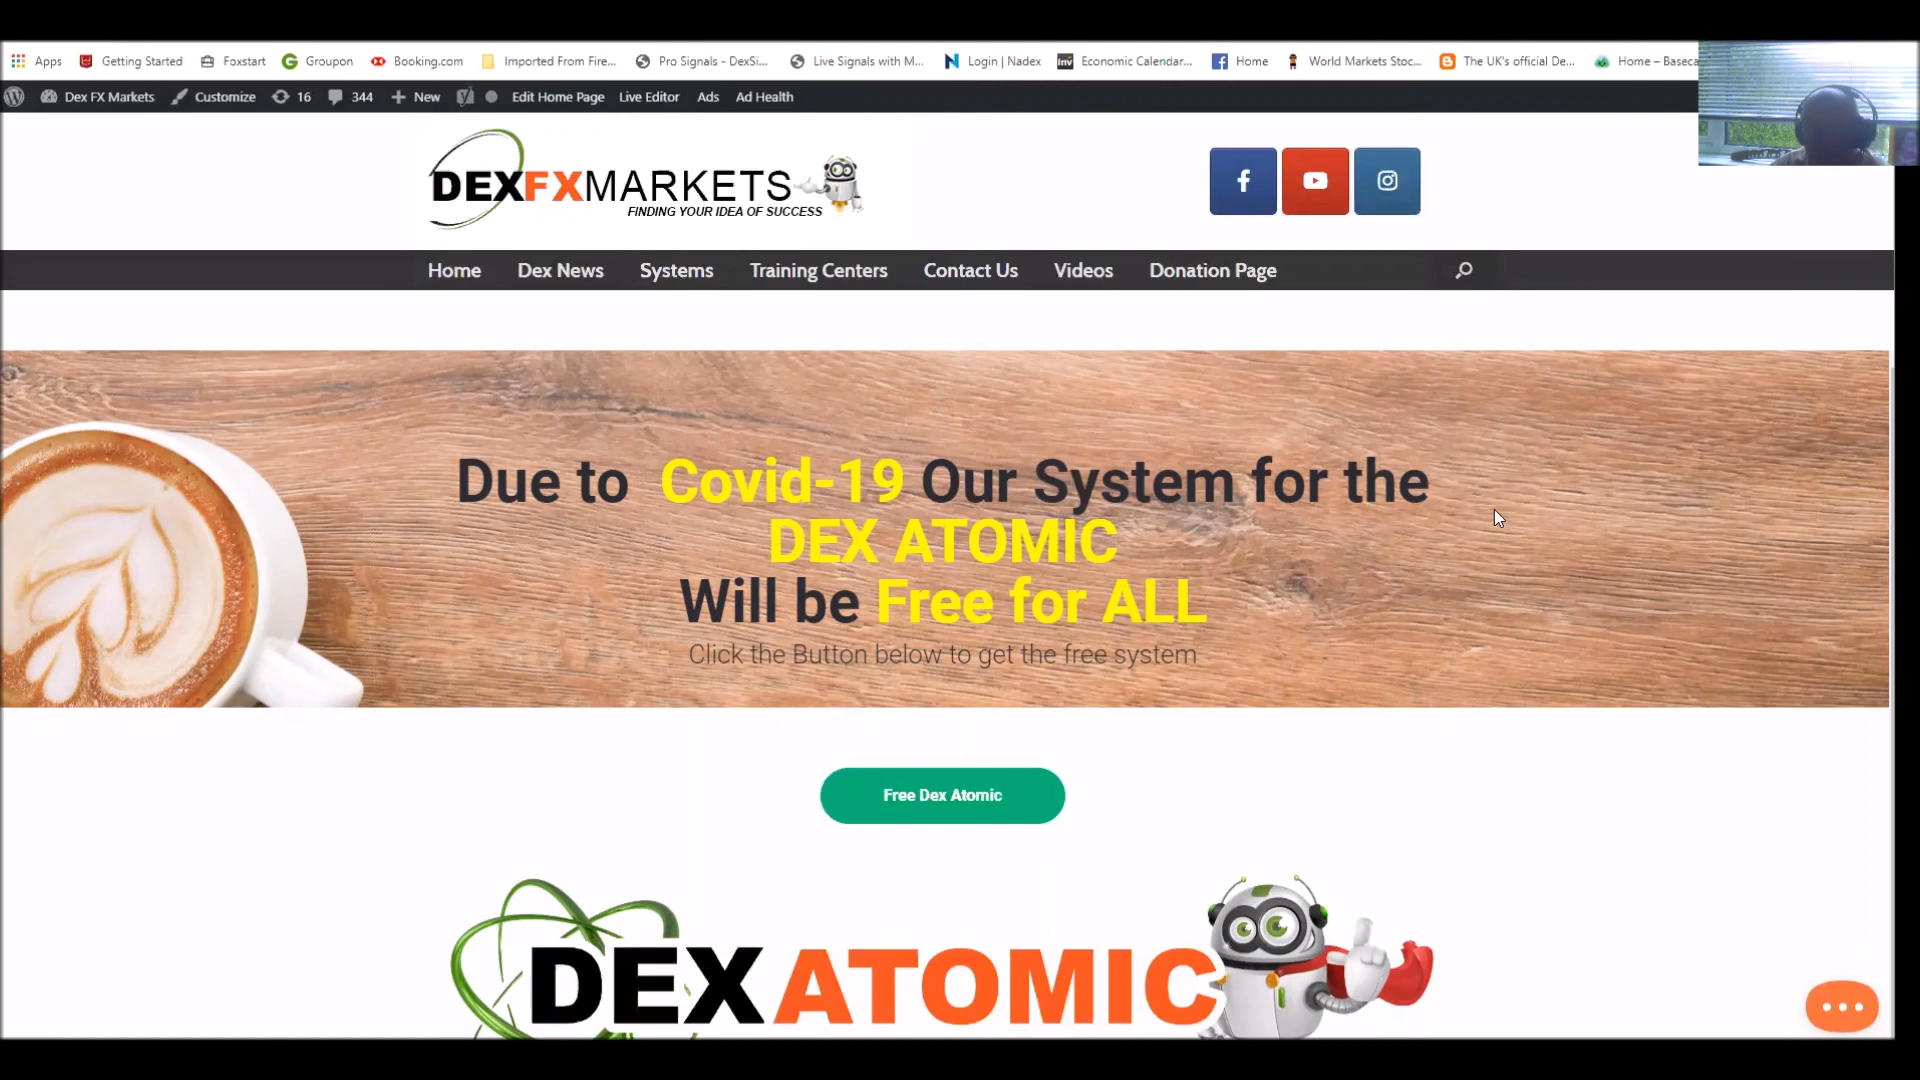 Apps Getting Started Foxstart Groupon Booking.com Imported From Fire... Pro Signals - DexSi... Live Signals with M... Login | Nadex Economic Calendar... Home World Markets Stoc... The UK's official De... Home – Baseca
Dex FX Markets Customize 16 344 New Edit Home Page Live Editor Ads Ad Health
DEXFXMARKETS
FINDING YOUR IDEA OF SUCCESS
Home Dex News Systems Training Centers Contact Us Videos Donation Page
Due to Covid-19 Our System for the
DEX ATOMIC
Will be Free for ALL
Click the Button below to get the free system
Free Dex Atomic
DEXATOMIC